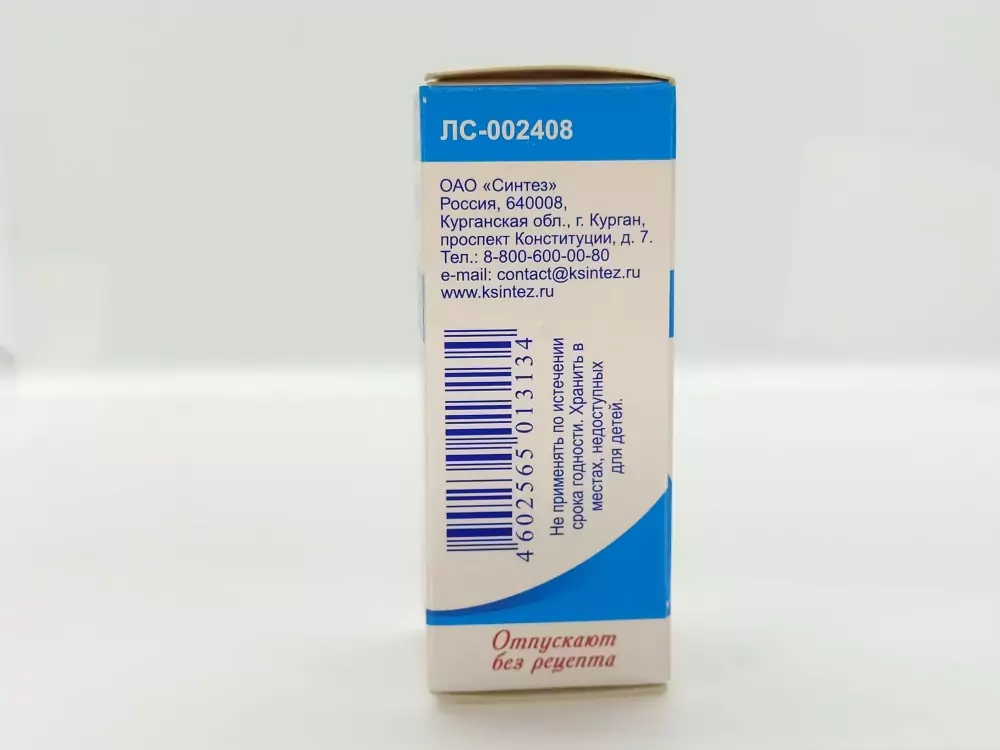 ЛС-002408
ОАО «Синтез»
Россия, 640008,
Курганская обл., г. Курган,
проспект Конституции, д. 7.
Тел.: 8-800-600-00-80
e-mail: contact@ksintez.ru
www.ksintez.ru
4 602565 013134
Не применять по истечении
срока годности. Хранить в
местах, недоступных
для детей.
Отпускают
без рецепта